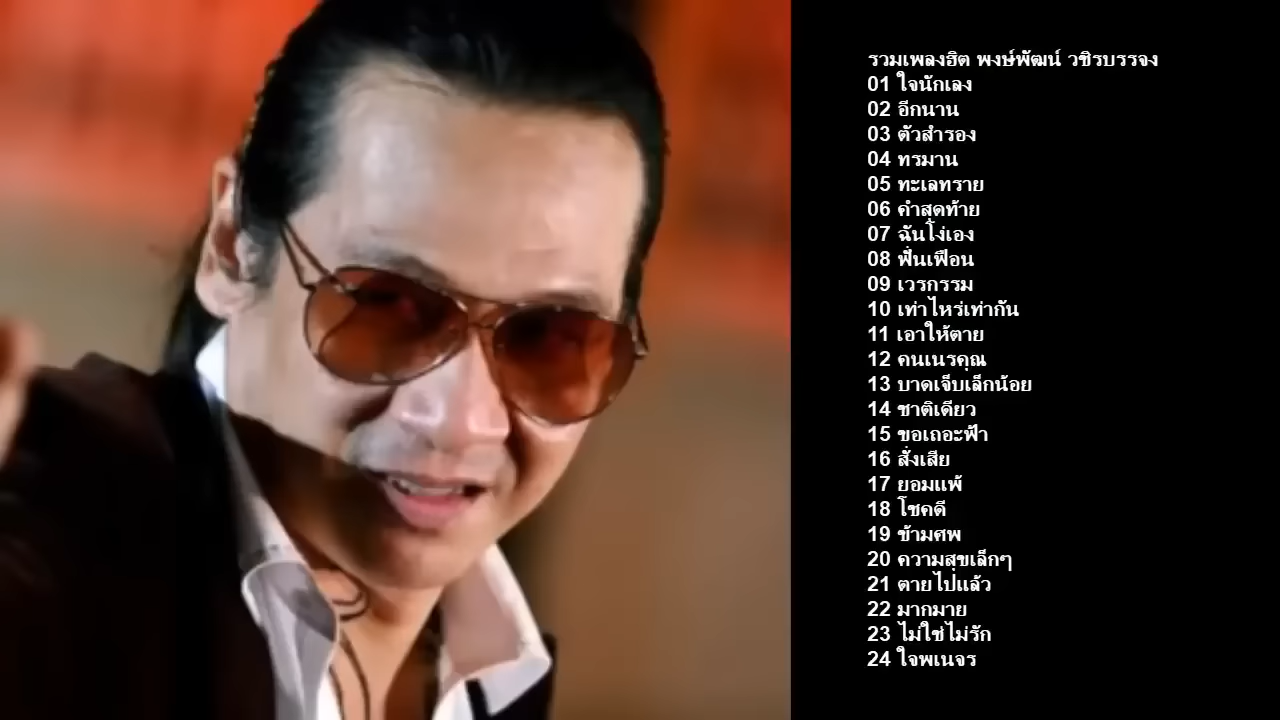 รวมเพลงฮิต พงษ์พัฒน์ วชิรบรรจง
01 ใจนักเลง
02 อีกนาน
03 ตัวสำรอง
04 ทรมาน
05 ทะเลทราย
06 คำสุดท้าย
07 ฉันโง่เอง
08 ฟั่นเฟือน
09 เวรกรรม
10 เท่าไหร่เท่ากัน
11 เอาให้ตาย
12 คนเนรคุณ
13 บาดเจ็บเล็กน้อย
14 ชาติเดียว
15 ขอเถอะฟ้า
16 สั่งเสีย
17 ยอมแพ้
18 โชคดี
19 ข้ามศพ
20 ความสุขเล็กๆ
21 ตายไปแล้ว
22 มากมาย
23 ไม่ใช่ไม่รัก
24 ใจพเนจร